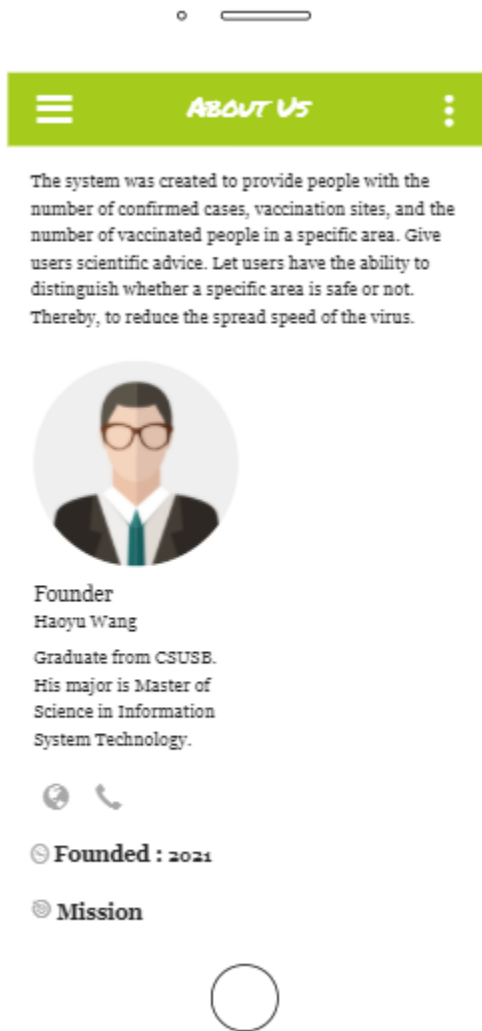 About Us
The system was created to provide people with the
number of confirmed cases, vaccination sites, and the
number of vaccinated people in a specific area. Give
users scientific advice. Let users have the ability to
distinguish whether a specific area is safe or not.
Thereby, to reduce the spread speed of the virus.
Founder
Haoyu Wang
Graduate from CSUSB.
His major is Master of
Science in Information
System Technology.
Founded : 2021
Mission